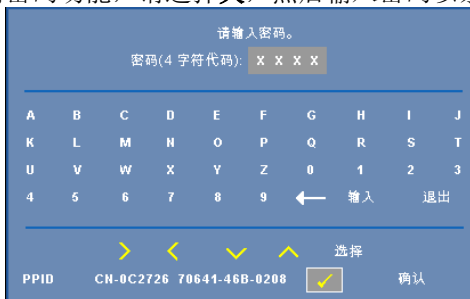 请输入密码。
密码(4 字符代码): X X X X
A B C D E F G H I J
K L M N O P Q R S T
U V W X Y Z 0 1 2 3
4 5 6 7 8 9 ← 输入 退出
选择
PPID CN-0C2726 70641-46B-0208 ✓ 确认